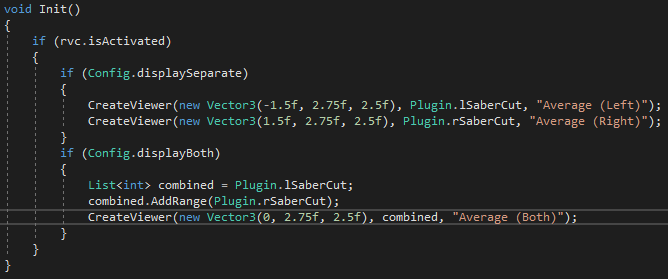 void Init()
{
if (rvc.isActivated)
{
if (Config.displaySeparate)
{
CreateViewer(new Vector3(-1.5f, 2.75f, 2.5f), Plugin.lSaberCut, "Average (Left)");
CreateViewer(new Vector3(1.5f, 2.75f, 2.5f), Plugin.rSaberCut, "Average (Right)");
}
if (Config.displayBoth)
{
List<int> combined = Plugin.lSaberCut;
combined.AddRange(Plugin.rSaberCut);
CreateViewer(new Vector3(0, 2.75f, 2.5f), combined, "Average (Both)");
}
}
}